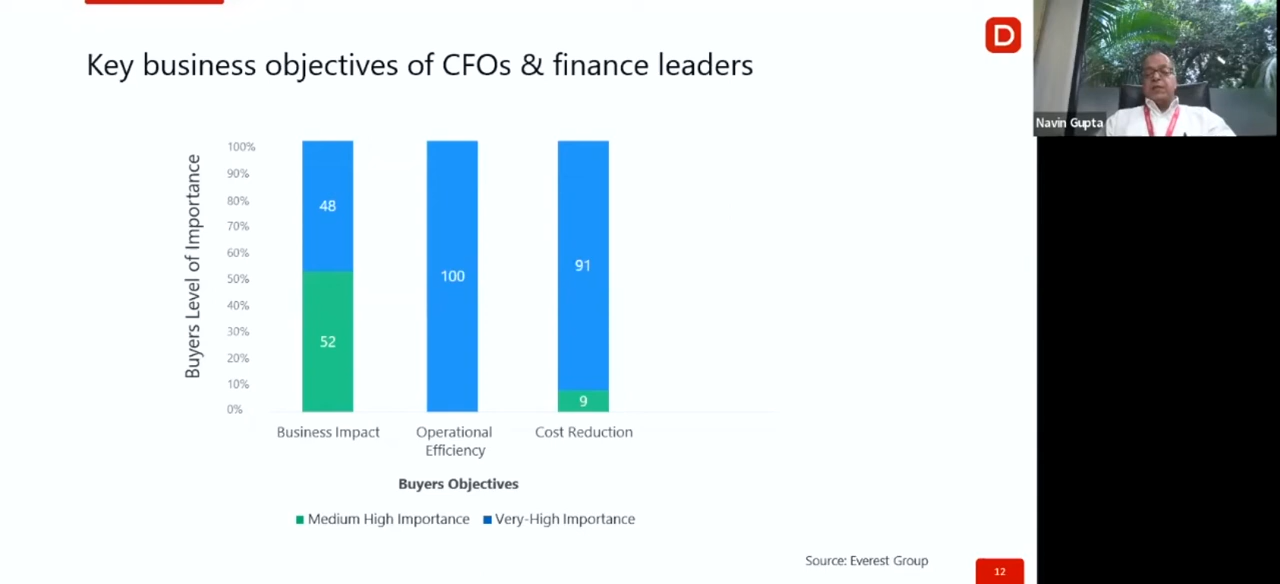 D
Key business objectives of CFOs & finance leaders
Navin Gupta
Buyers Level of Importance
100%
90%
80%
70%
60%
50%
40%
30%
20%
10%
0%
48
52
100
91
9
Business Impact
Operational
Efficiency
Cost Reduction
Buyers Objectives
Medium High Importance
Very-High Importance
Source: Everest Group
12